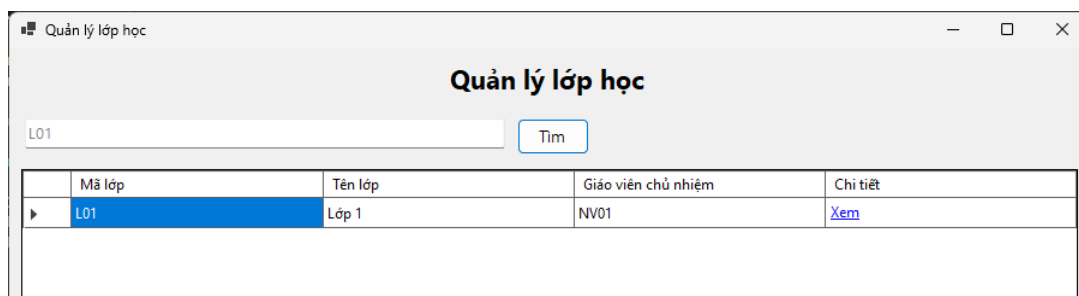 Quản lý lớp học
Quản lý lớp học
L01 Tìm
Mã lớp Tên lớp Giáo viên chủ nhiệm Chi tiết
L01 Lớp 1 NV01 Xem